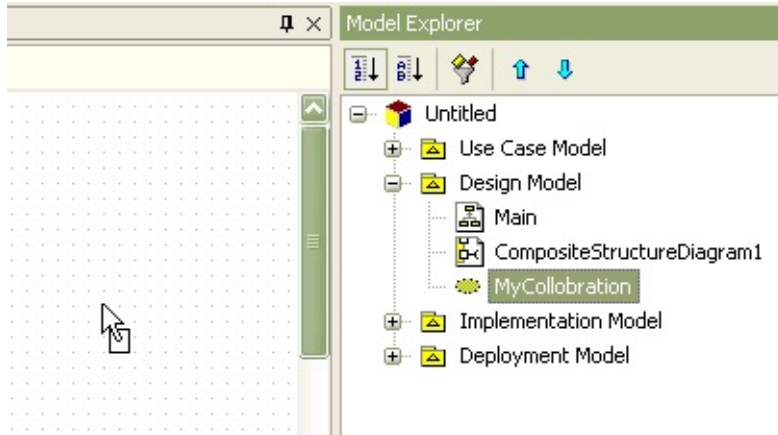 Model Explorer
Untitled
Use Case Model
Design Model
Main
CompositeStructureDiagram1
MyCollobration
Implementation Model
Deployment Model